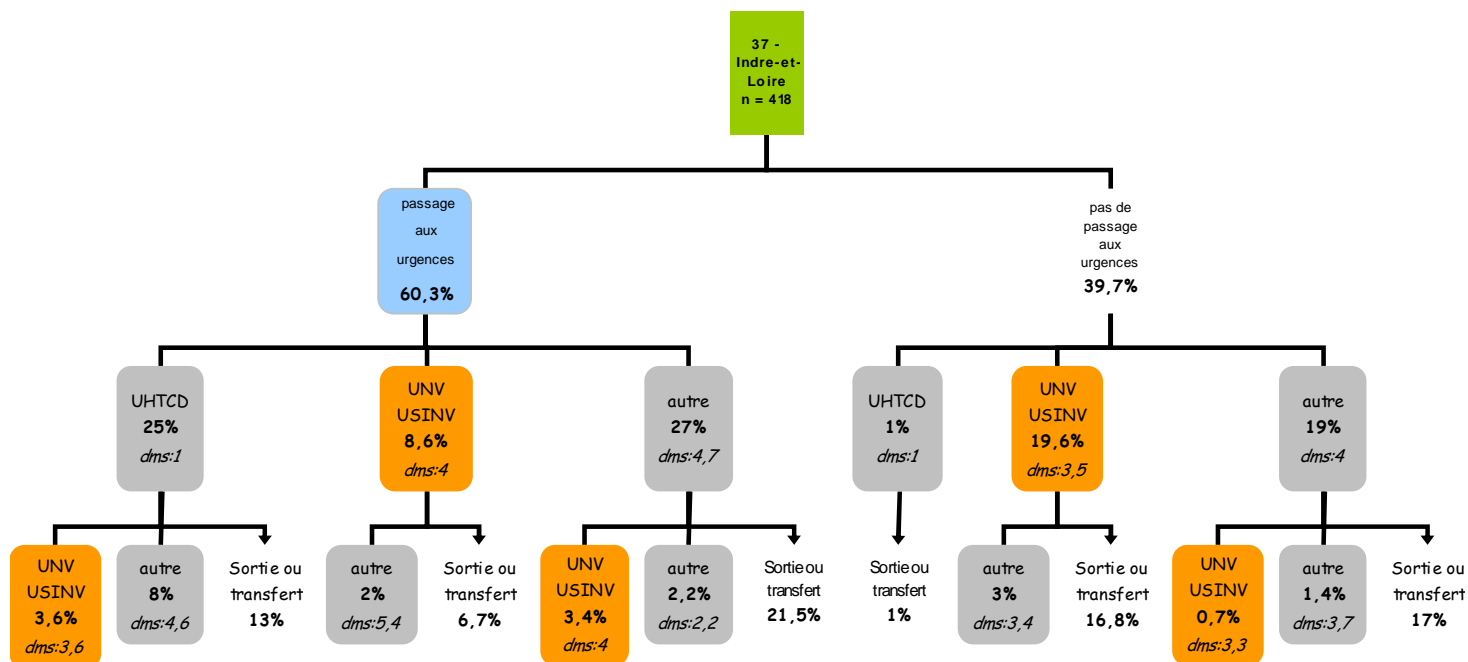 37 -
Indre-et-
Loire
n = 418
passage
aux
urgences
60,3%
pas de
passage
aux
urgences
39,7%
UHTCD
25%
dms:1
UNV
USINV
8,6%
dms:4
autre
27%
dms:4,7
UHTCD
1%
dms:1
UNV
USINV
19,6%
dms:3,5
autre
19%
dms:4
UNV
USINV
3,6%
dms:3,6
autre
8%
dms:4,6
Sortie ou
transfert
13%
autre
2%
dms:5,4
Sortie ou
transfert
6,7%
UNV
USINV
3,4%
dms:4
autre
2,2%
dms:2,2
Sortie ou
transfert
21,5%
Sortie ou
transfert
1%
autre
3%
dms:3,4
Sortie ou
transfert
16,8%
UNV
USINV
0,7%
dms:3,3
autre
1,4%
dms:3,7
Sortie ou
transfert
17%